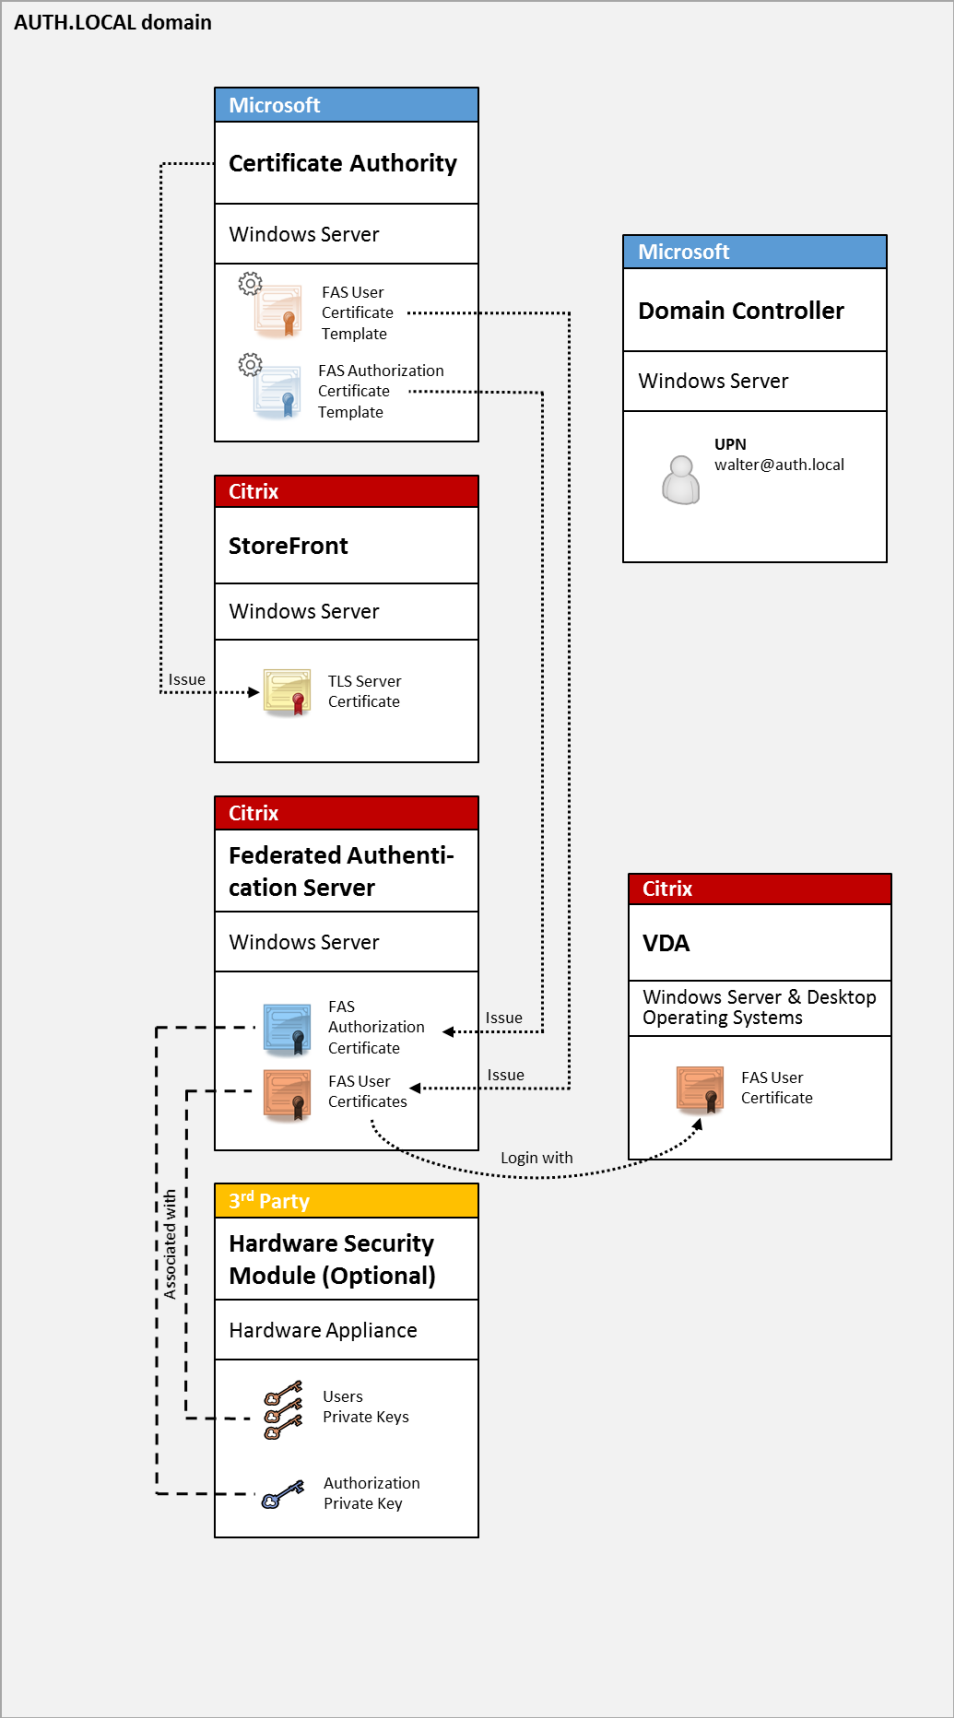 AUTH.LOCAL domain
Microsoft
Certificate Authority
Windows Server
FAS User
Certificate
Template
FAS Authorization
Certificate
Template
Microsoft
Domain Controller
Windows Server
UPN
walter@auth.local
Citrix
StoreFront
Windows Server
Issue
TLS Server
Certificate
Citrix
Federated Authenti-
cation Server
Windows Server
FAS
Authorization
Certificate
Issue
FAS User
Certificates
Issue
Login with
Citrix
VDA
Windows Server & Desktop
Operating Systems
FAS User
Certificate
Associated with
3rd Party
Hardware Security
Module (Optional)
Hardware Appliance
Users
Private Keys
Authorization
Private Key